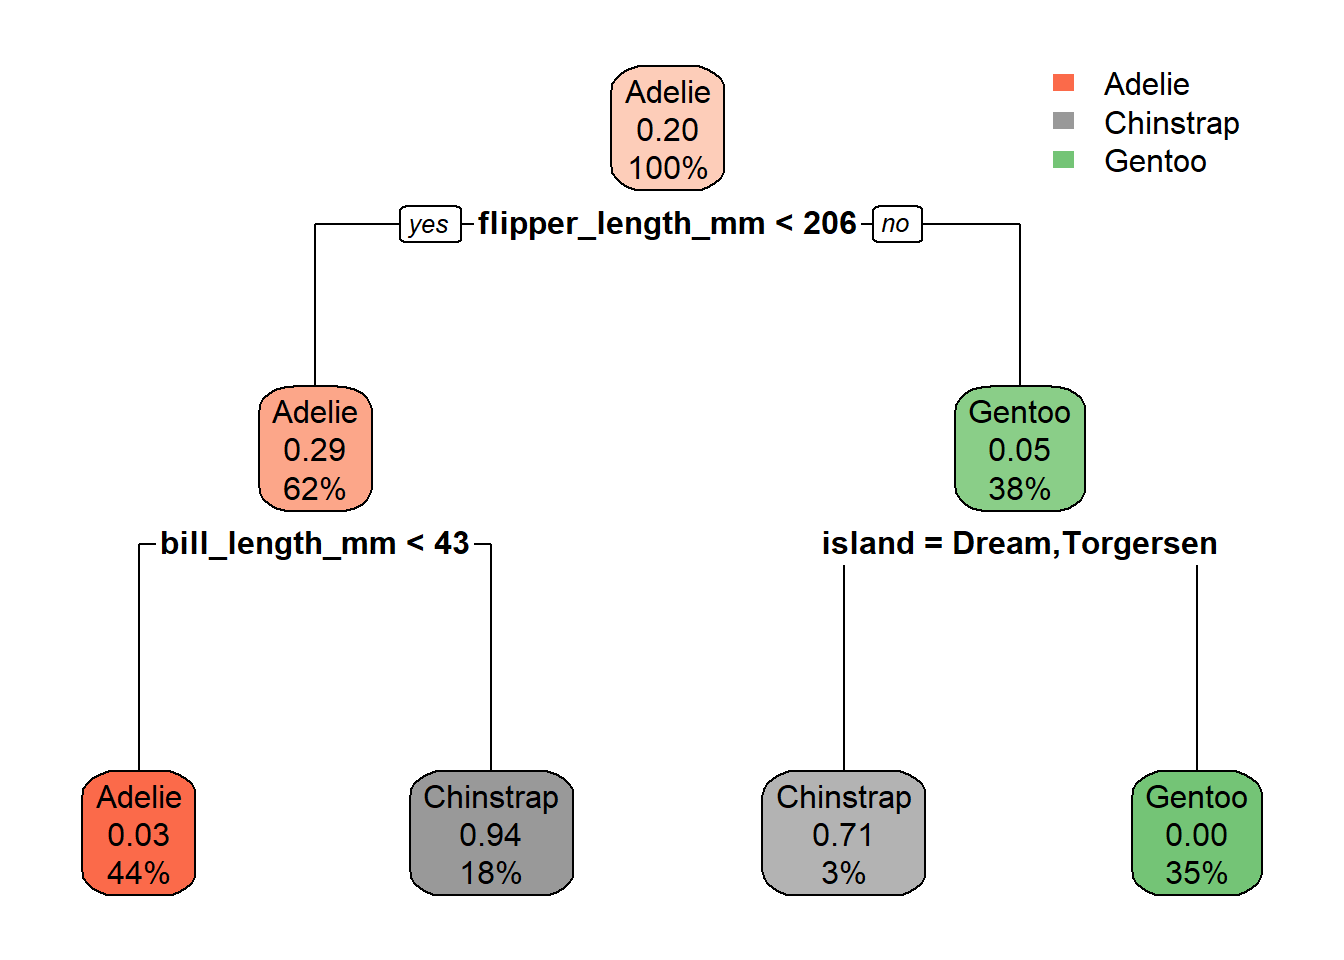 Adelie
0.20
100%
Adelie
Chinstrap
Gentoo
yes
flipper_length_mm < 206
no
Adelie
0.29
62%
Gentoo
0.05
38%
bill_length_mm < 43
island = Dream,Torgersen
Adelie
0.03
44%
Chinstrap
0.94
18%
Chinstrap
0.71
3%
Gentoo
0.00
35%